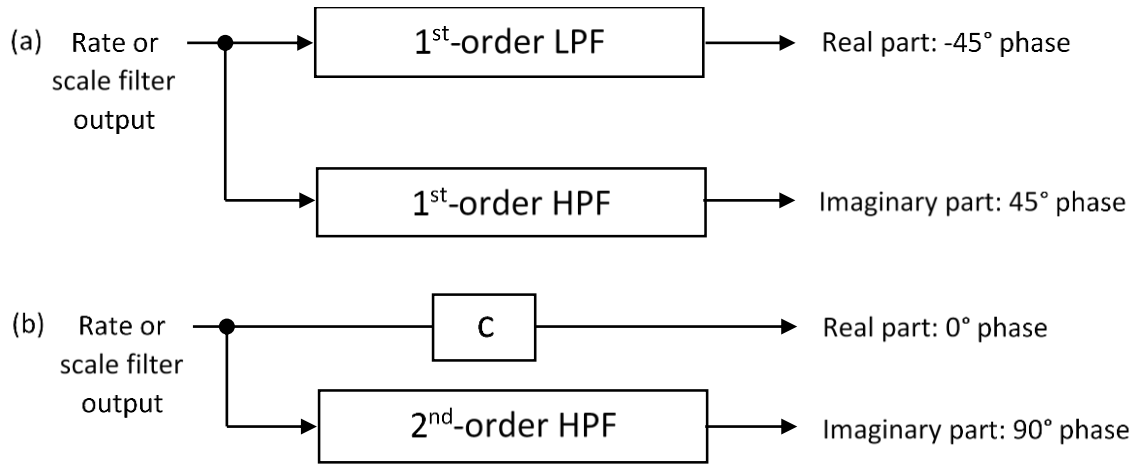 (a)
Rate or
scale filter
output
1st-order LPF
Real part: -45° phase
1st-order HPF
Imaginary part: 45° phase
(b)
Rate or
scale filter
output
C
Real part: 0° phase
2nd-order HPF
Imaginary part: 90° phase